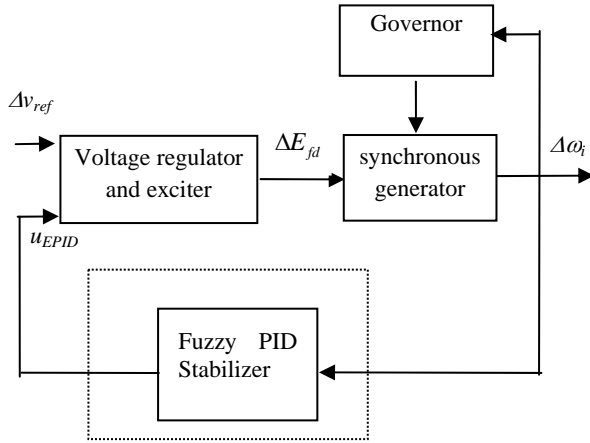 Governor
Δv_ref
Voltage regulator
and exciter
ΔE_fd
synchronous
generator
Δω_i
u_EPID
Fuzzy PID
Stabilizer